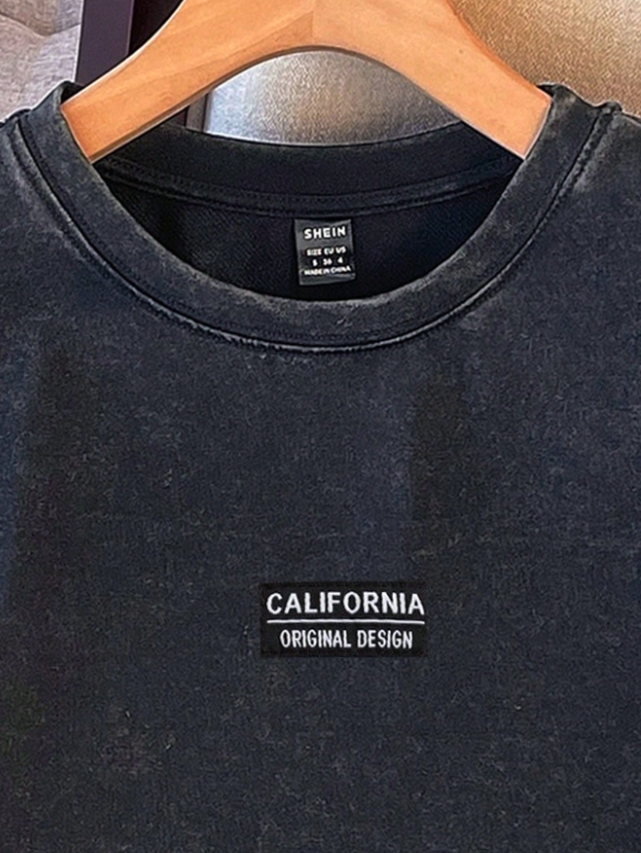 SHEIN
SIZE EU US
S 36 4
MADE IN CHINA
CALIFORNIA
ORIGINAL DESIGN